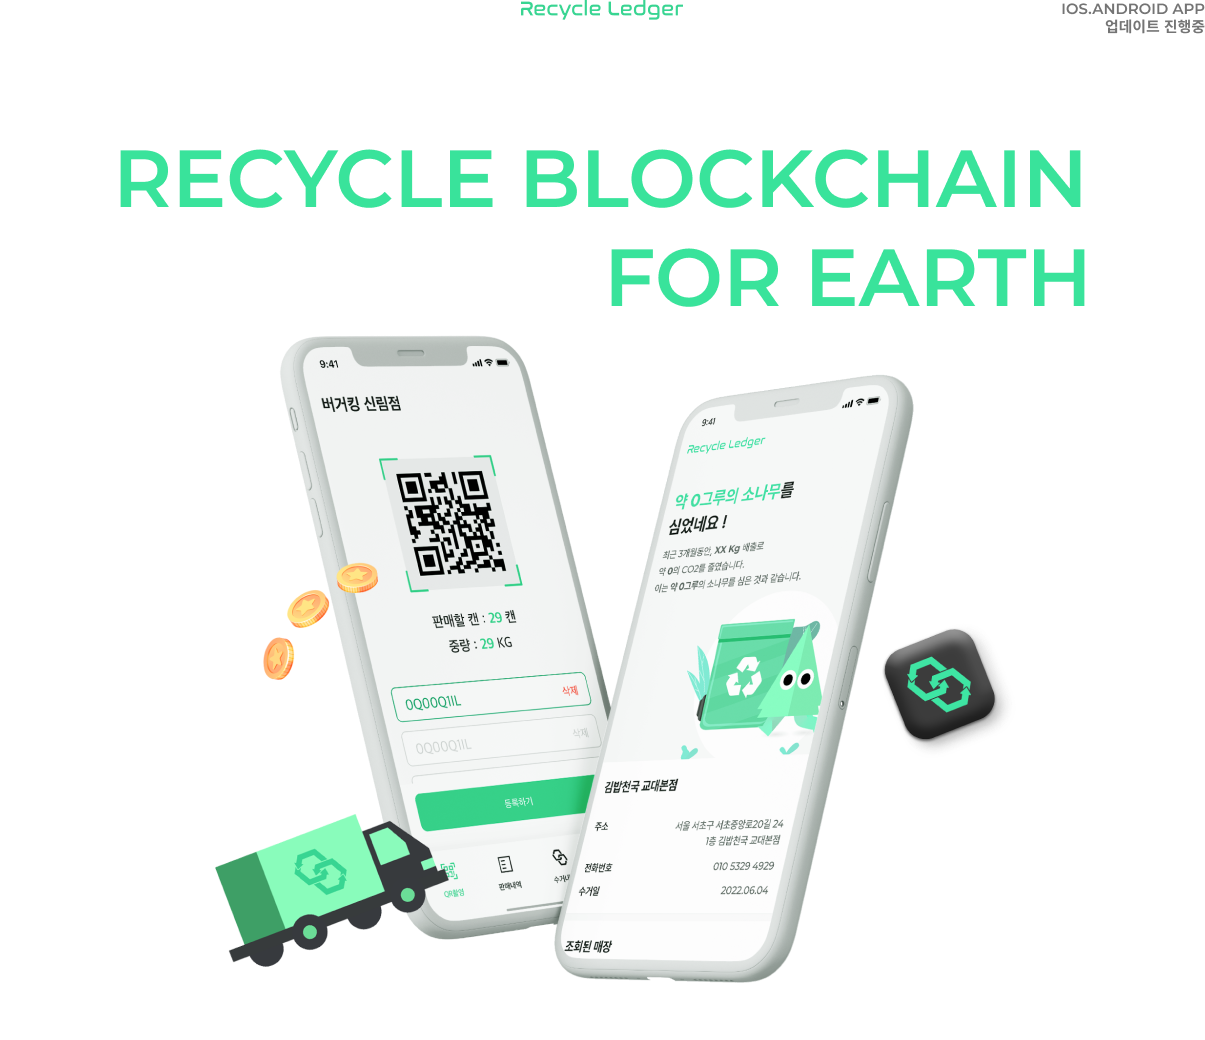 Recycle Ledger
IOS.ANDROID APP
업데이트 진행중
RECYCLE BLOCKCHAIN
FOR EARTH
9:41
버거킹 신림점
판매할 캔 : 29 캔
중량 : 29 KG
0Q00Q1IL
삭제
0Q00Q1IL
삭제
등록하기
QR촬영
판매내역
9:41
Recycle Ledger
약 0그루의 소나무를
심었네요 !
최근 3개월동안, XX Kg 배출로
약 0의 CO2를 줄였습니다.
이는 약 0그루의 소나무를 심은 것과 같습니다.
김밥천국 교대본점
주소
서울 서초구 서초중앙로20길 24
1층 김밥천국 교대본점
전화번호
010 5329 4929
수거일
2022.06.04
조회된 매장